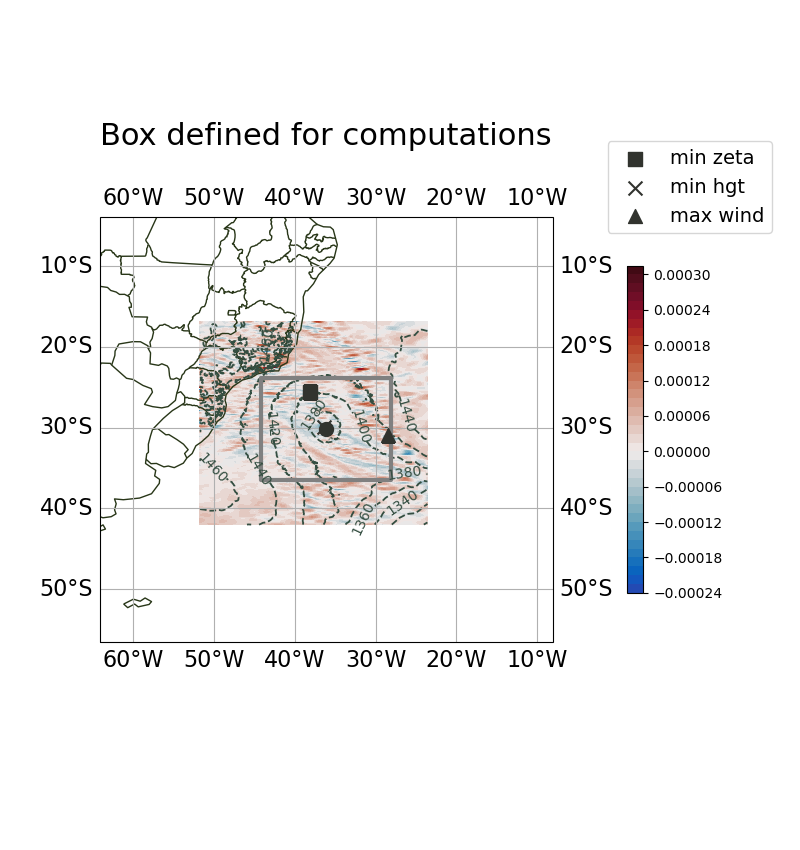 Box defined for computations
60°W 50°W 40°W 30°W 20°W 10°W
min zeta
min hgt
max wind
10°S 10°S
20°S 20°S
30°S 30°S
40°S 40°S
50°S 50°S
60°W 50°W 40°W 30°W 20°W 10°W
1380
1420
1400
1440
1460
1440
1380
1340
1360
0.00030
0.00024
0.00018
0.00012
0.00006
0.00000
−0.00006
−0.00012
−0.00018
−0.00024